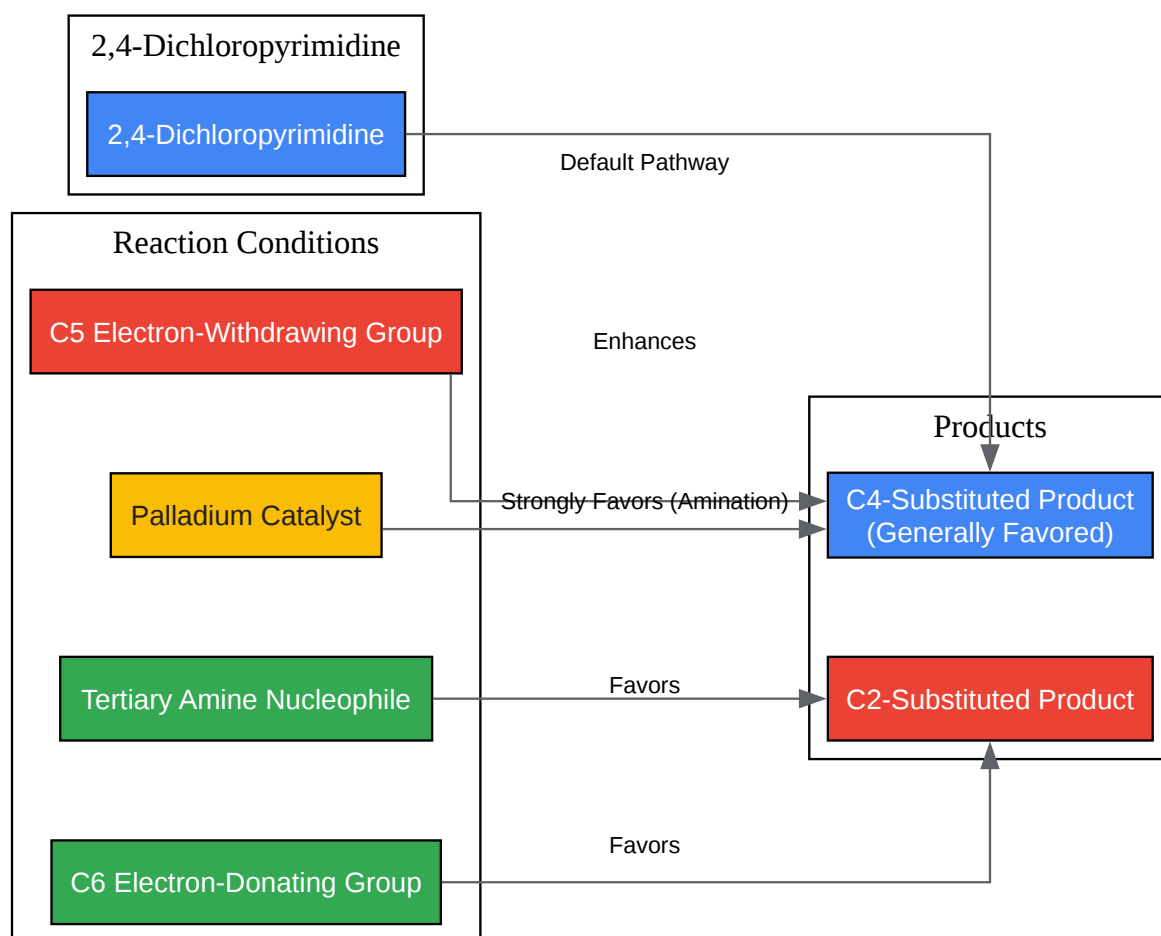 2,4-Dichloropyrimidine
2,4-Dichloropyrimidine
Default Pathway
Reaction Conditions
C5 Electron-Withdrawing Group
Enhances
Products
Palladium Catalyst
Strongly Favors (Amination)
C4-Substituted Product
(Generally Favored)
Tertiary Amine Nucleophile
Favors
C2-Substituted Product
C6 Electron-Donating Group
Favors